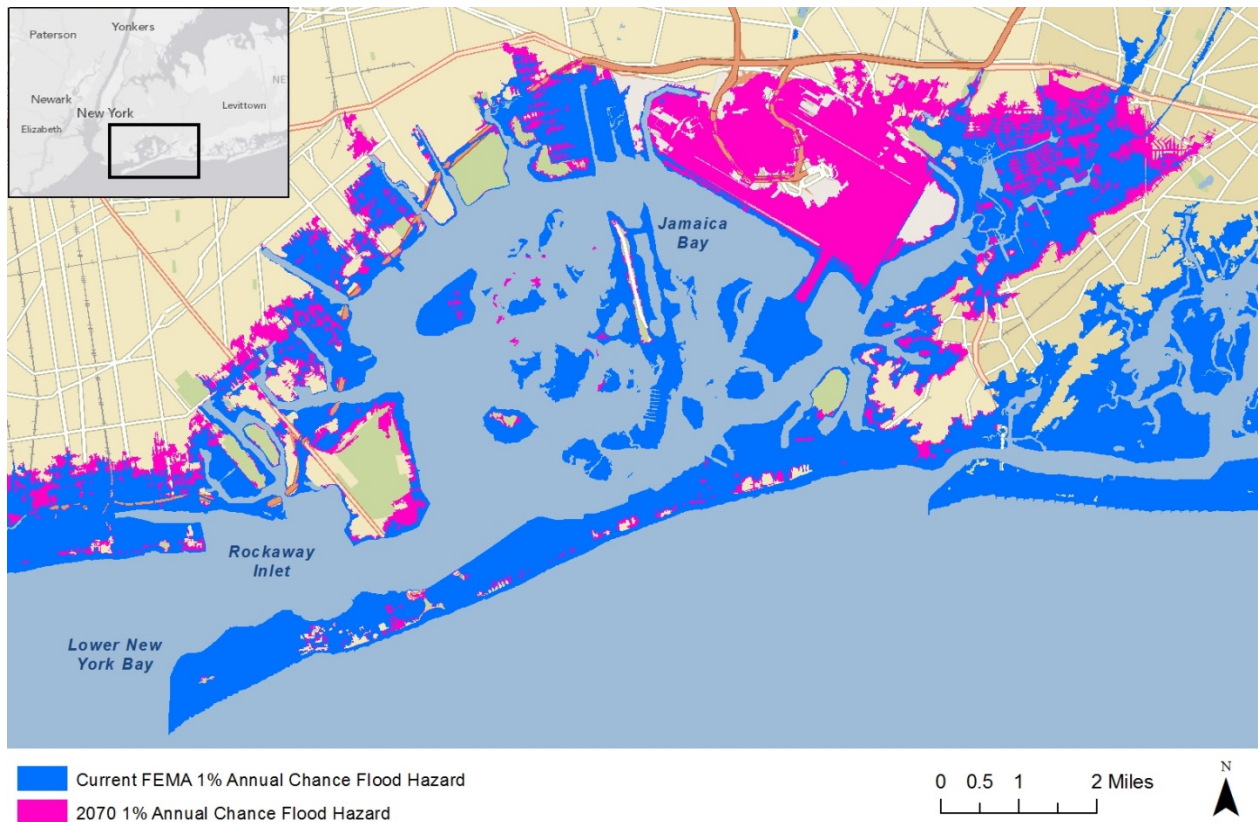 Paterson
Yonkers
NE
Newark
New York
Levittown
Elizabeth
Jamaica
Bay
Rockaway
Inlet
Lower New
York Bay
Current FEMA 1% Annual Chance Flood Hazard
2070 1% Annual Chance Flood Hazard
0 0.5 1 2 Miles
N